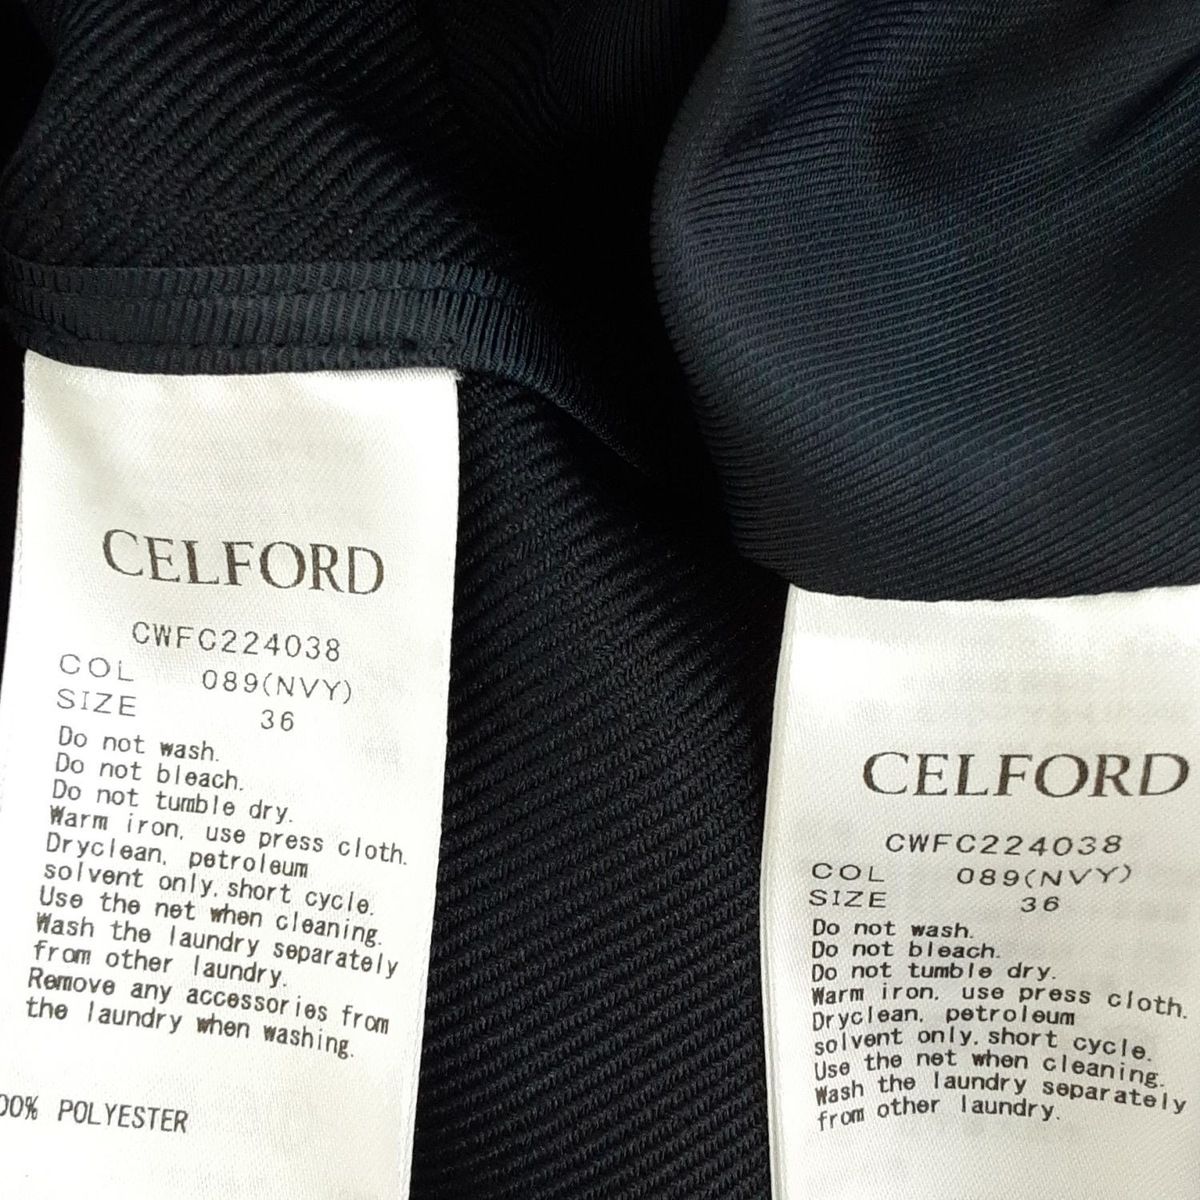 CELFORD
CWFC224038
COL 089(NVY)
SIZE 36
Do not wash.
Do not bleach.
Do not tumble dry.
Warm iron, use press cloth.
Dryclean, petroleum
solvent only, short cycle.
Use the net when cleaning.
Wash the laundry separately
from other laundry.
Remove any accessories from
the laundry when washing.
00% POLYESTER
CELFORD
CWFC224038
COL 089(NVY)
SIZE 36
Do not wash.
Do not bleach.
Do not tumble dry.
Warm iron, use press cloth.
Dryclean, petroleum
solvent only, short cycle.
Use the net when cleaning.
Wash the laundry separately
from other laundry.